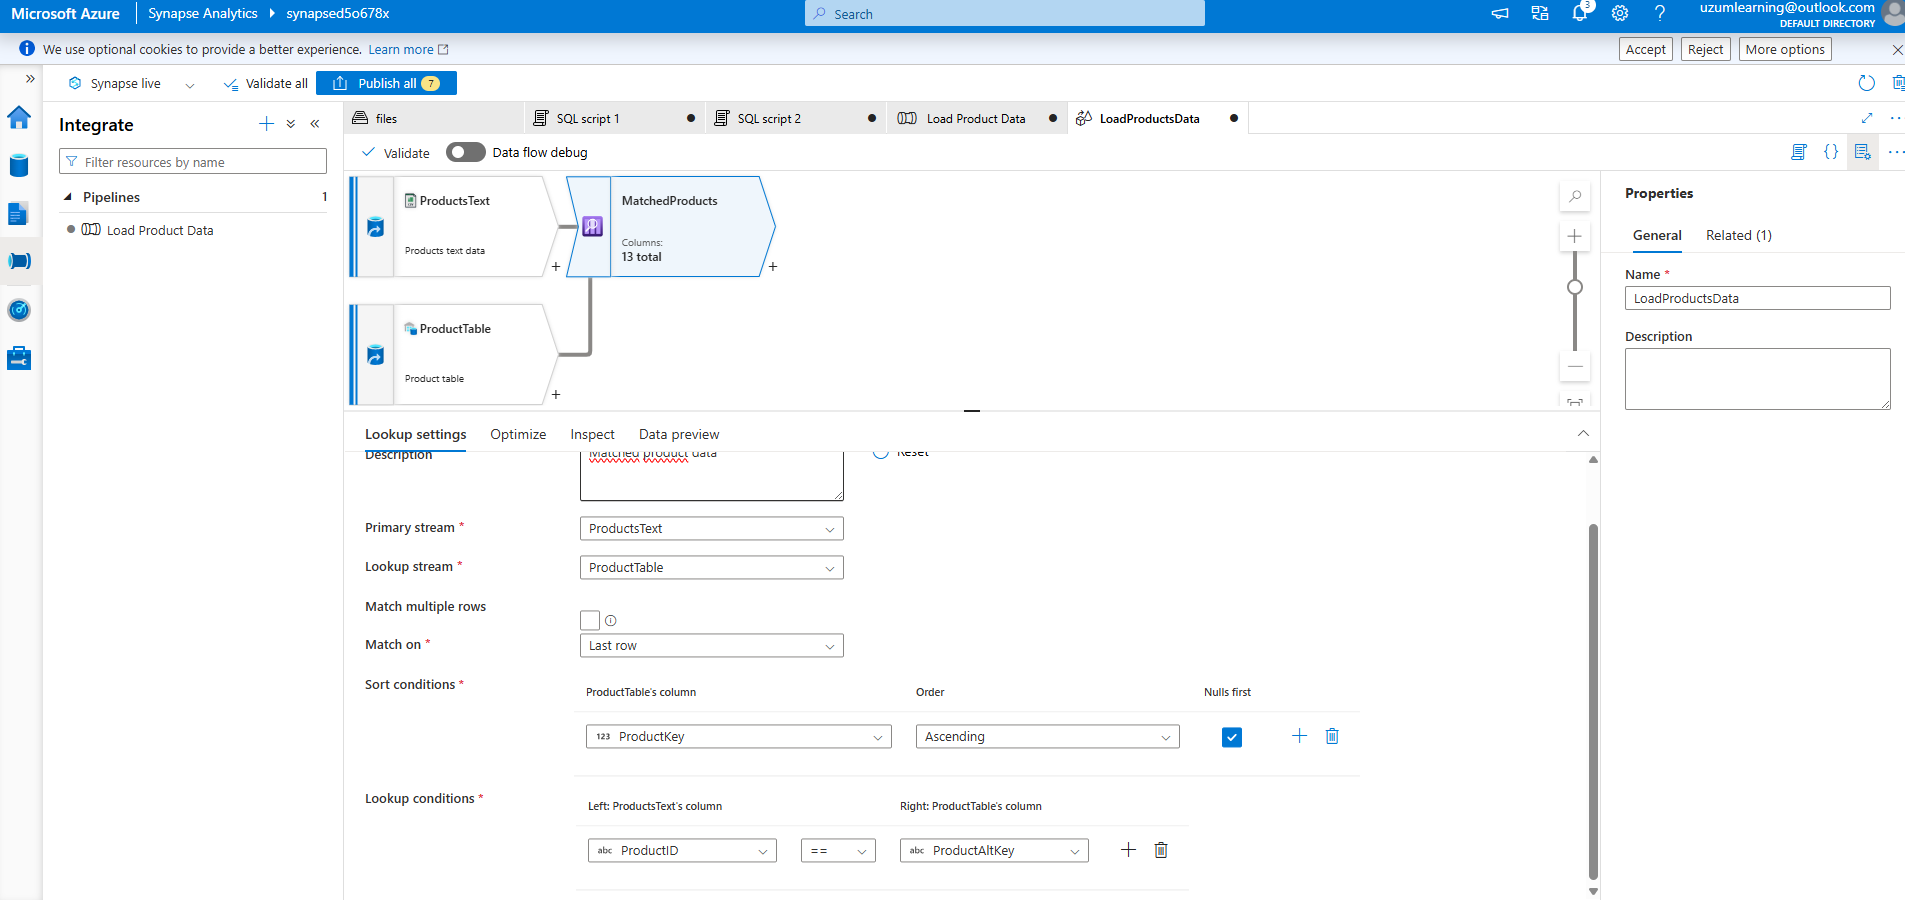 Microsoft Azure
Synapse Analytics
synapsed5o678x
Search
3
uzumlearning@outlook.com
DEFAULT DIRECTORY
We use optional cookies to provide a better experience. Learn more
Accept
Reject
More options
Synapse live
Validate all
Publish all 7
Integrate
Filter resources by name
Pipelines 1
Load Product Data
files
SQL script 1
SQL script 2
Load Product Data
LoadProductsData
Validate
Data flow debug
ProductsText
Products text data
MatchedProducts
Columns:
13 total
ProductTable
Product table
Lookup settings
Optimize
Inspect
Data preview
Description
Matched product data
Reset
Primary stream *
ProductsText
Lookup stream *
ProductTable
Match multiple rows
Match on *
Last row
Sort conditions *
ProductTable's column
Order
Nulls first
123 ProductKey
Ascending
Lookup conditions *
Left: ProductsText's column
Right: ProductTable's column
abc ProductID
==
abc ProductAltKey
Properties
General
Related (1)
Name *
LoadProductsData
Description